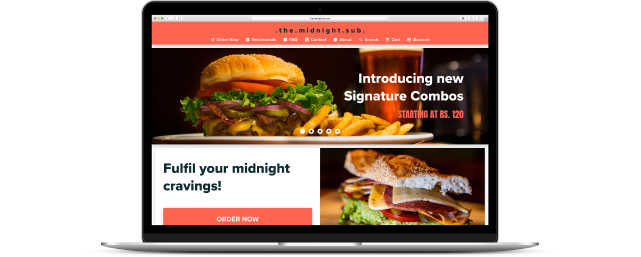 .the.midnight.sub.
Order Now Testimonials FAQ Contact About Search Cart Account
Introducing new
Signature Combos
STARTING AT RS. 120
Fulfil your midnight
cravings!
ORDER NOW